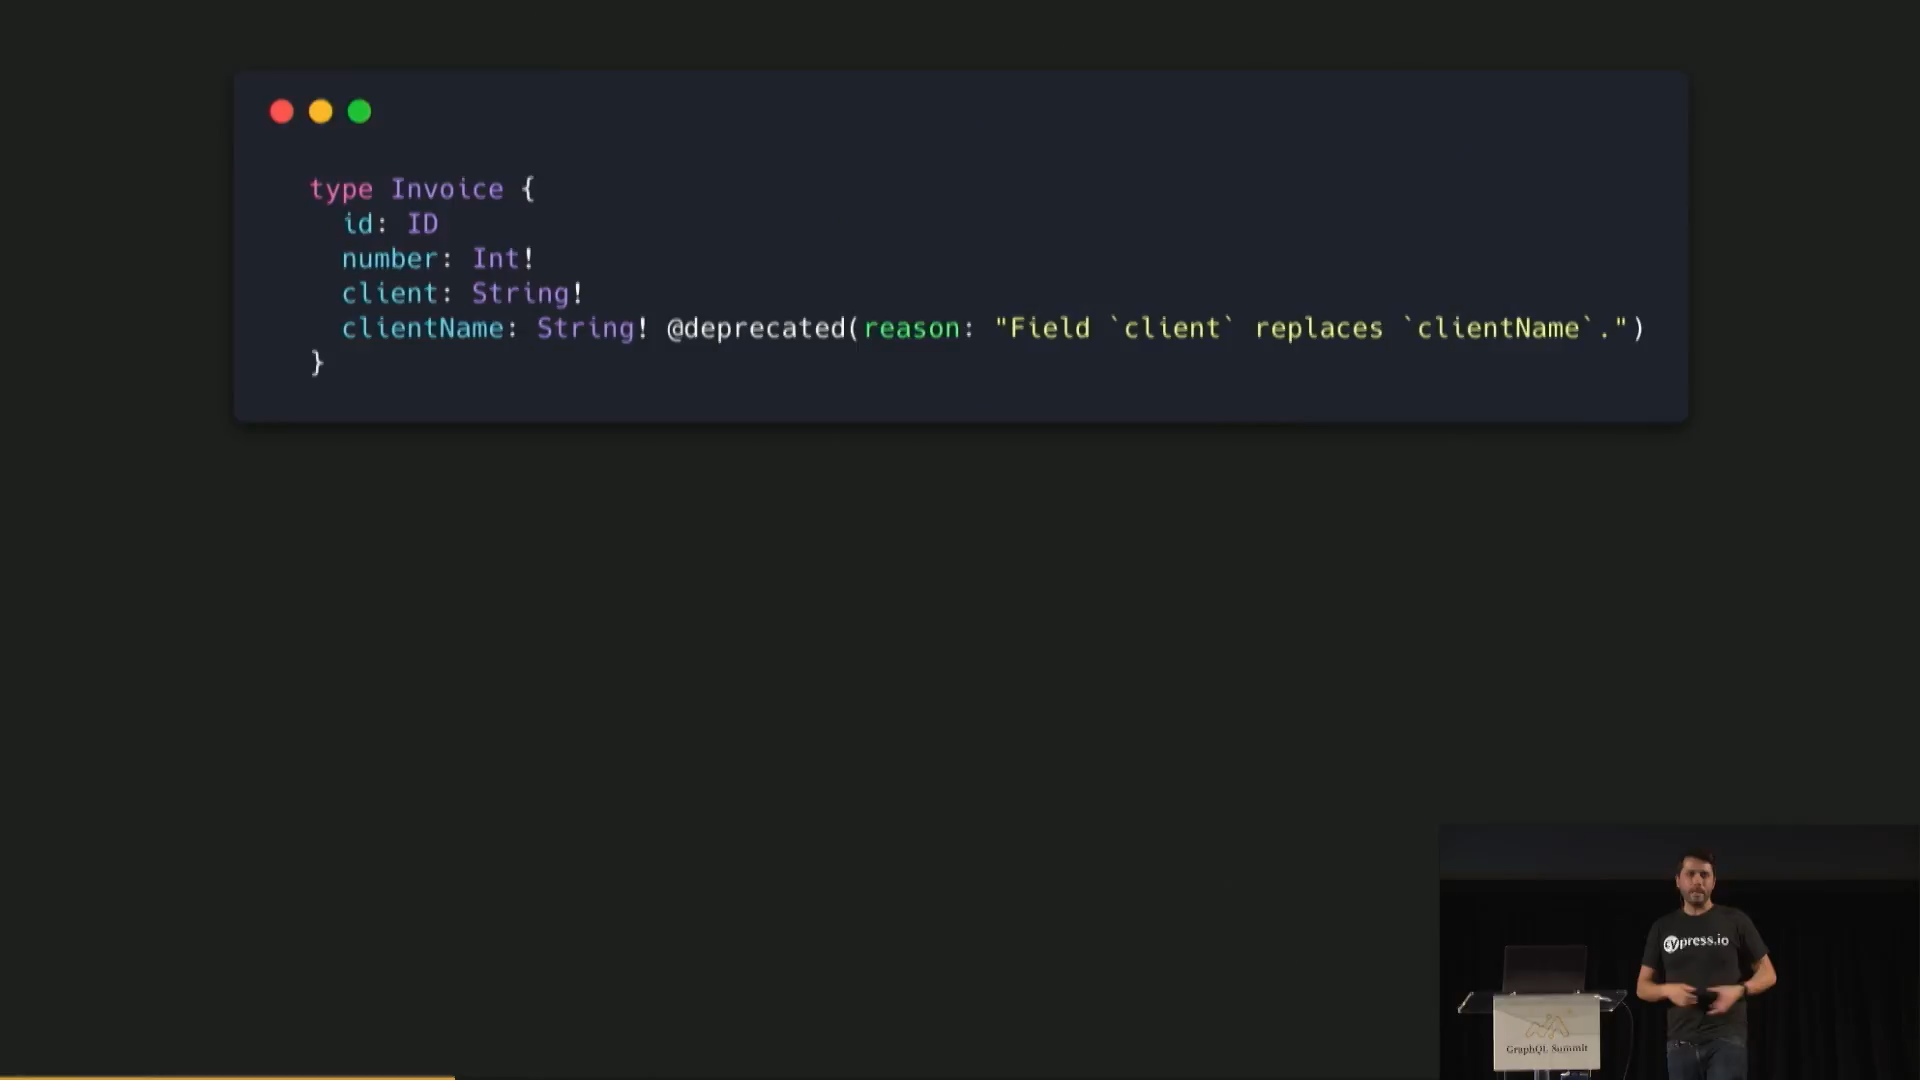 type Invoice {
  id: ID
  number: Int!
  client: String!
  clientName: String! @deprecated(reason: "Field `client` replaces `clientName`.")
}
cypress.io
GraphQL Summit